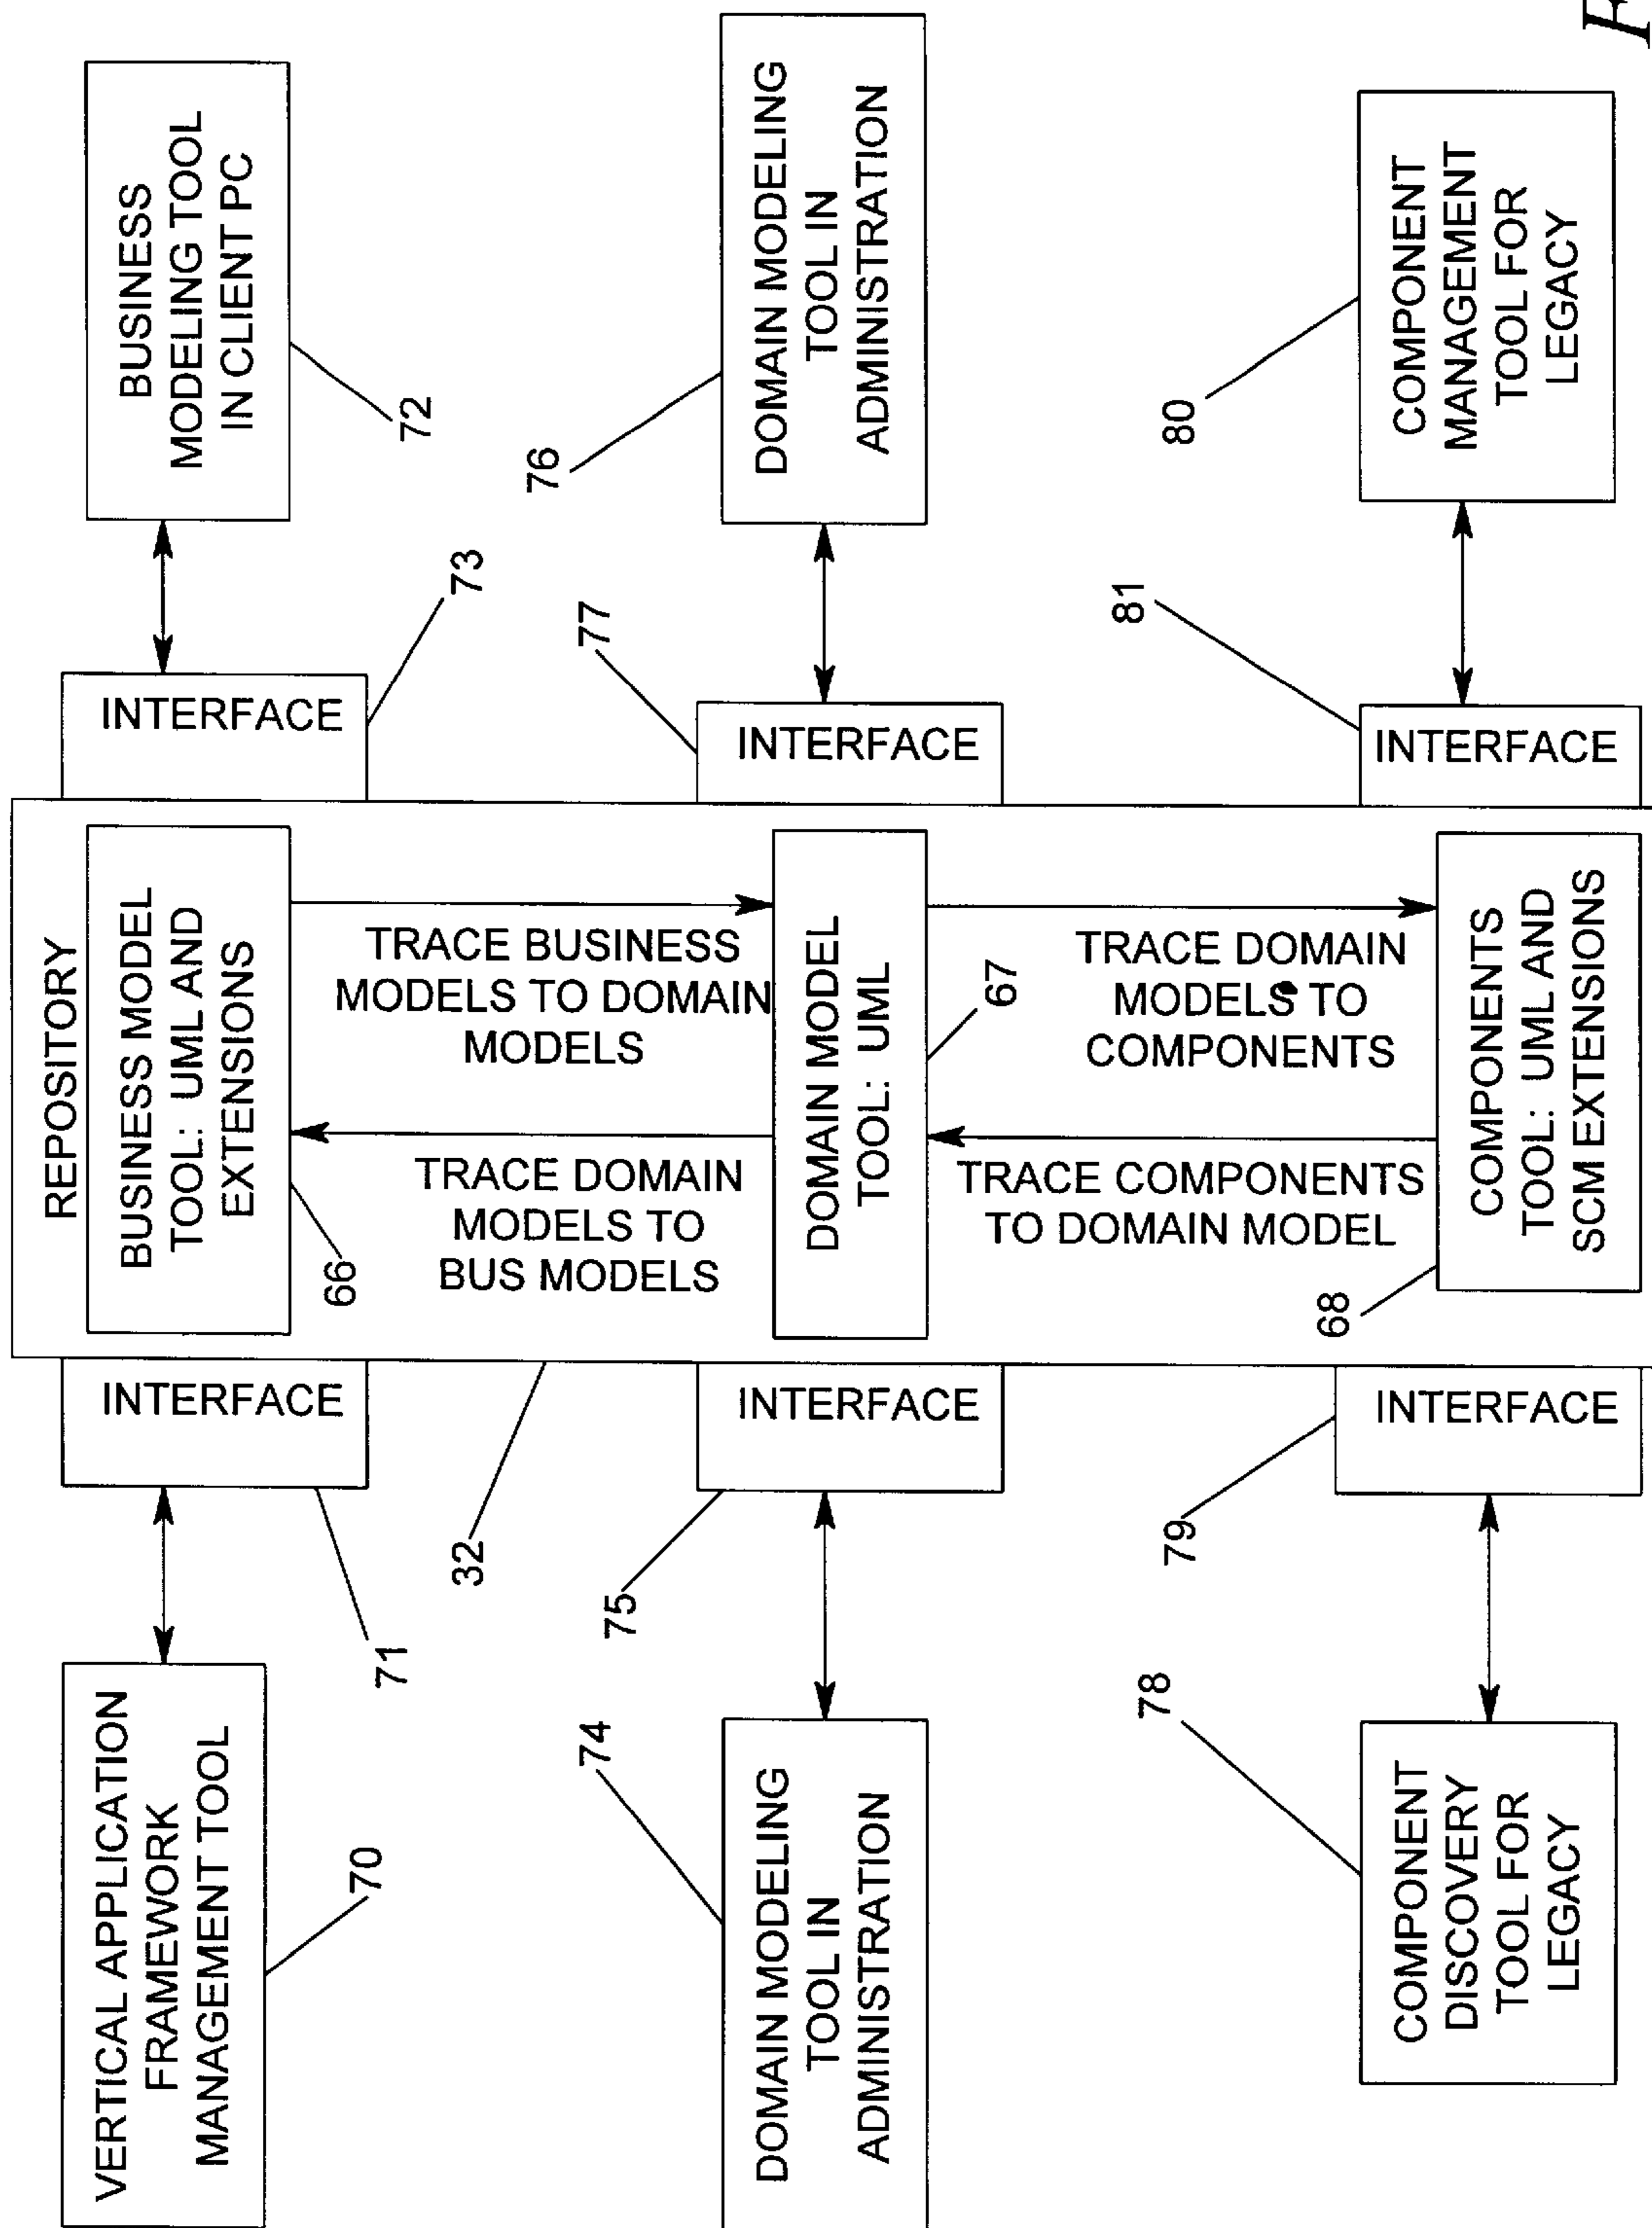 VERTICAL APPLICATION
FRAMEWORK
MANAGEMENT TOOL
70
71
INTERFACE
32
REPOSITORY
BUSINESS MODEL
TOOL: UML AND
EXTENSIONS
66
INTERFACE
73
BUSINESS
MODELING TOOL
IN CLIENT PC
72
TRACE DOMAIN
MODELS TO
BUS MODELS
TRACE BUSINESS
MODELS TO DOMAIN
MODELS
74
DOMAIN MODELING
TOOL IN
ADMINISTRATION
75
INTERFACE
DOMAIN MODEL
TOOL: UML
67
77
INTERFACE
76
DOMAIN MODELING
TOOL IN
ADMINISTRATION
TRACE COMPONENTS
TO DOMAIN MODEL
TRACE DOMAIN
MODELS TO
COMPONENTS
78
COMPONENT
DISCOVERY
TOOL FOR
LEGACY
79
INTERFACE
68
COMPONENTS
TOOL: UML AND
SCM EXTENSIONS
81
INTERFACE
80
COMPONENT
MANAGEMENT
TOOL FOR
LEGACY